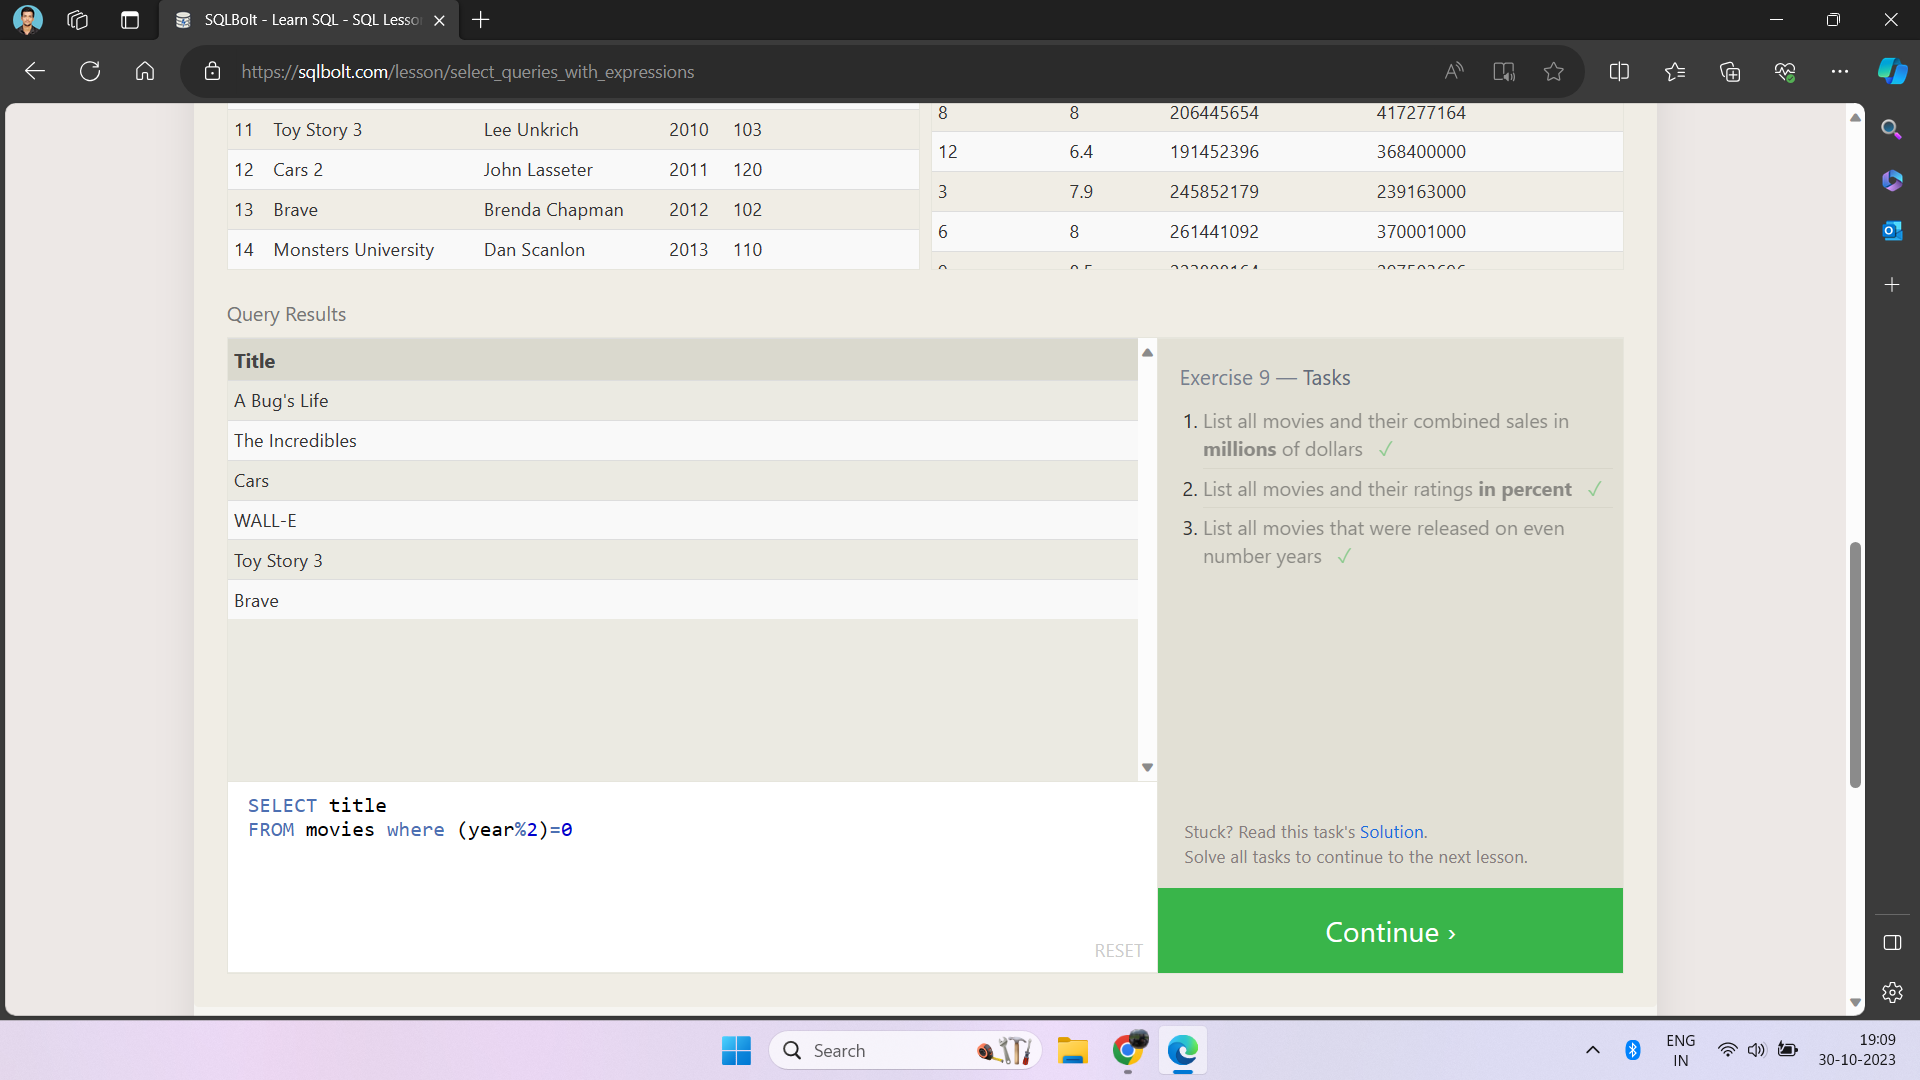 SQLBolt - Learn SQL - SQL Lesso
https://sqlbolt.com/lesson/select_queries_with_expressions
11 Toy Story 3 Lee Unkrich 2010 103
12 Cars 2 John Lasseter 2011 120
13 Brave Brenda Chapman 2012 102
14 Monsters University Dan Scanlon 2013 110
8 8 206445654 417277164
12 6.4 191452396 368400000
3 7.9 245852179 239163000
6 8 261441092 370001000
Query Results
Title
A Bug's Life
The Incredibles
Cars
WALL-E
Toy Story 3
Brave
SELECT title
FROM movies where (year%2)=0
RESET
Exercise 9 — Tasks
1. List all movies and their combined sales in
millions of dollars ✓
2. List all movies and their ratings in percent ✓
3. List all movies that were released on even
number years ✓
Stuck? Read this task's Solution.
Solve all tasks to continue to the next lesson.
Continue ›
Search
ENG
IN
19:09
30-10-2023